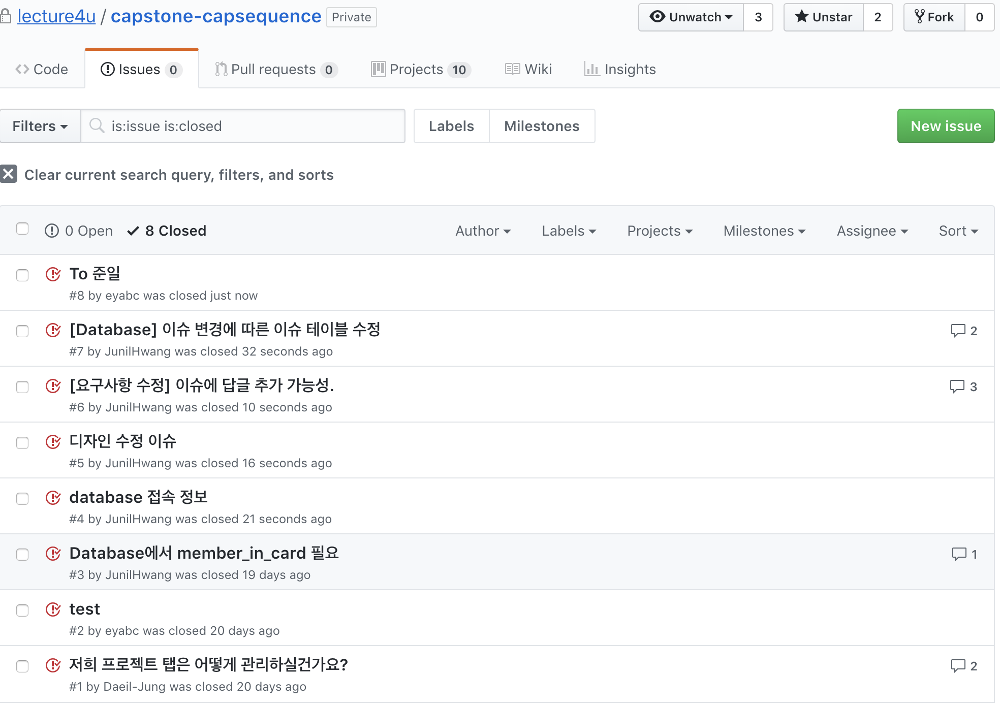 lecture4u / capstone-capsequence Private Unwatch 3 Unstar 2 Fork 0
Code Issues 0 Pull requests 0 Projects 10 Wiki Insights
Filters is:issue is:closed Labels Milestones New issue
Clear current search query, filters, and sorts
0 Open 8 Closed Author Labels Projects Milestones Assignee Sort
To 준일
#8 by eyabc was closed just now
[Database] 이슈 변경에 따른 이슈 테이블 수정 2
#7 by JunilHwang was closed 32 seconds ago
[요구사항 수정] 이슈에 답글 추가 가능성. 3
#6 by JunilHwang was closed 10 seconds ago
디자인 수정 이슈
#5 by JunilHwang was closed 16 seconds ago
database 접속 정보
#4 by JunilHwang was closed 21 seconds ago
Database에서 member_in_card 필요 1
#3 by JunilHwang was closed 19 days ago
test
#2 by eyabc was closed 20 days ago
저희 프로젝트 탭은 어떻게 관리하실건가요? 2
#1 by Daeil-Jung was closed 20 days ago